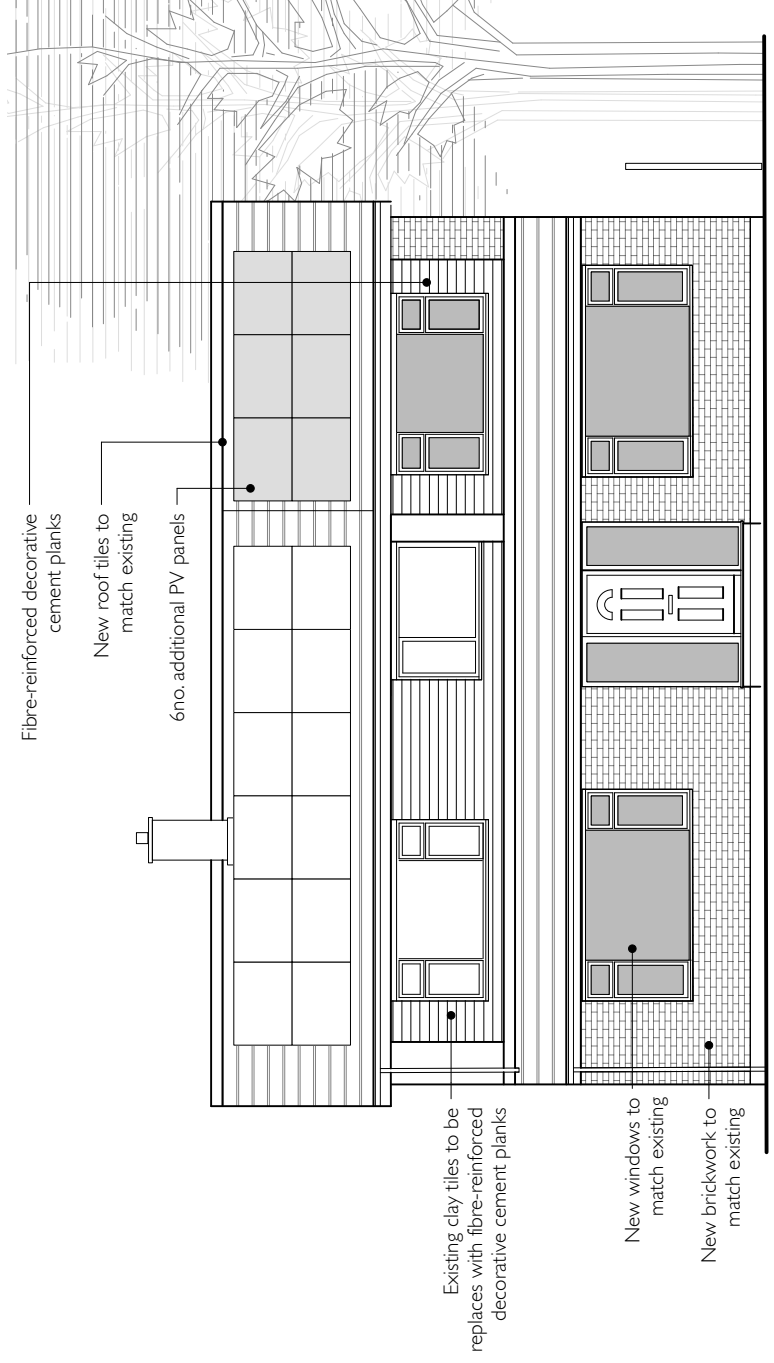 Fibre-reinforced decorative
cement planks
New roof tiles to
match existing
6no. additional PV panels
Existing clay tiles to be
replaces with fibre-reinforced
decorative cement planks
New windows to
match existing
New brickwork to
match existing